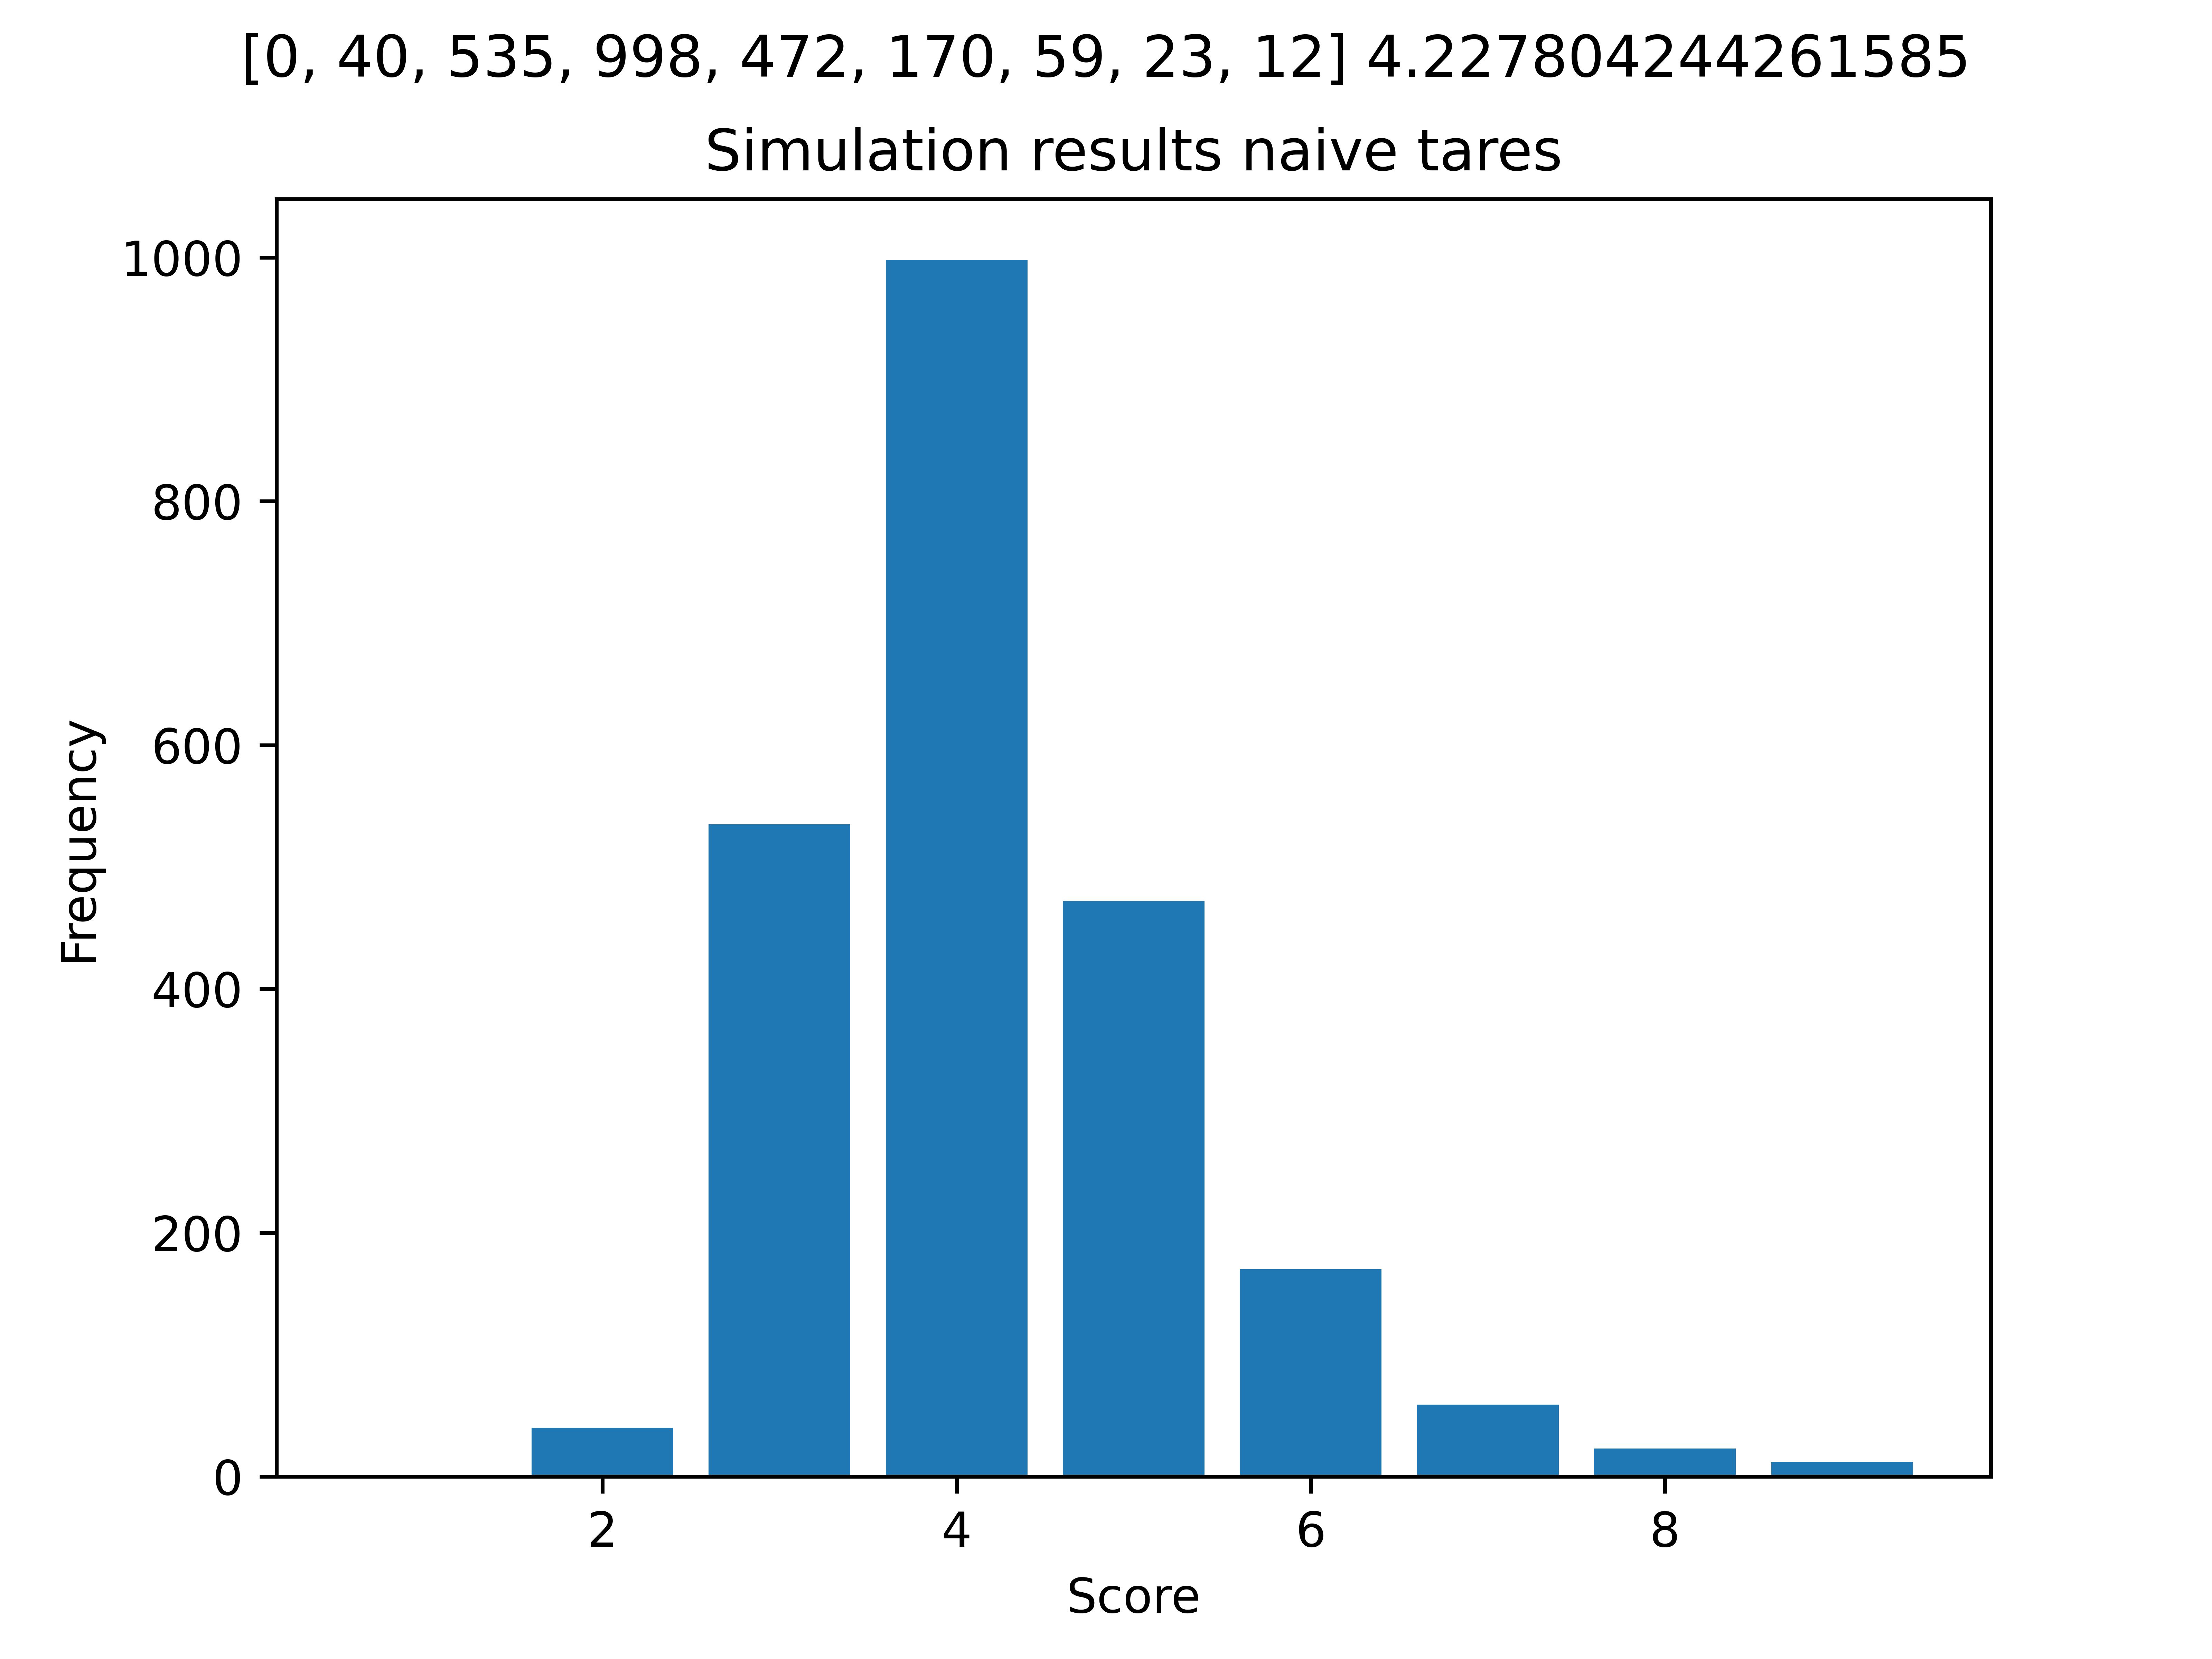 [0, 40, 535, 998, 472, 170, 59, 23, 12] 4.227804244261585
Simulation results naive tares
1000
800
600
400
200
0
Frequency
2 4 6 8
Score